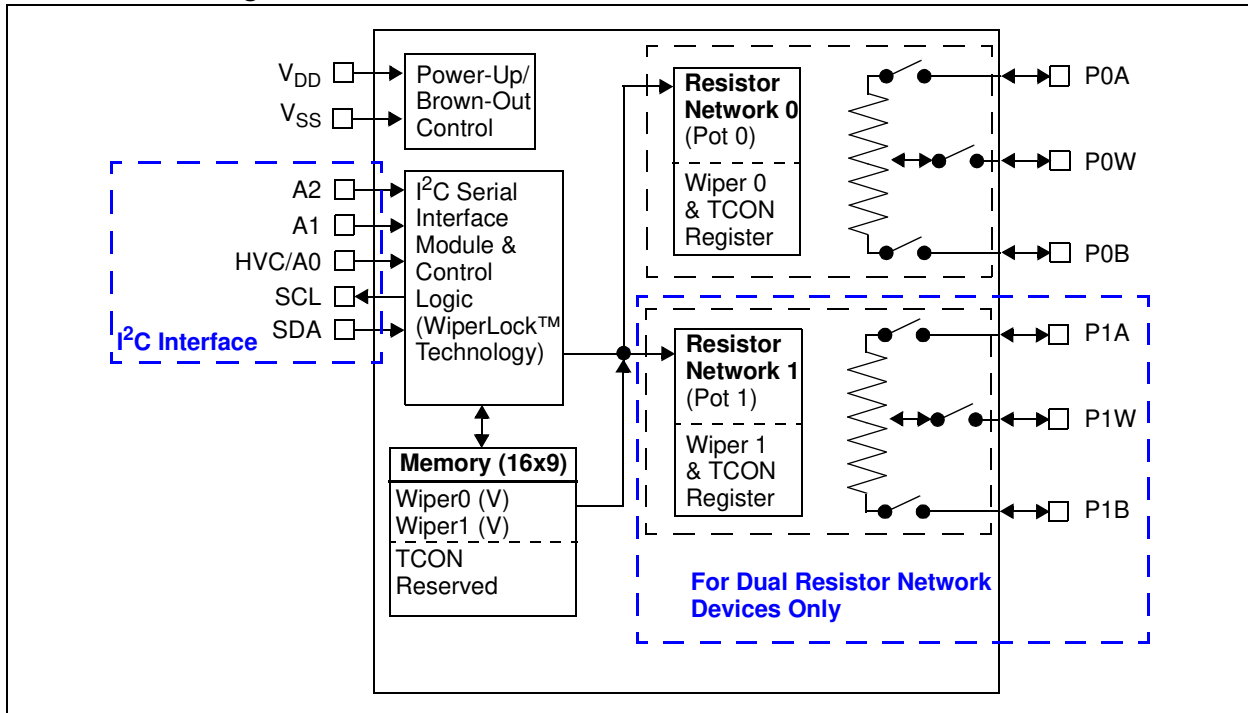 V_DD
V_SS
Power-Up/
Brown-Out
Control
A2
A1
HVC/A0
SCL
SDA
I²C Interface
I²C Serial
Interface
Module &
Control
Logic
(WiperLock™
Technology)
Memory (16x9)
Wiper0 (V)
Wiper1 (V)
TCON
Reserved
Resistor
Network 0
(Pot 0)
Wiper 0
& TCON
Register
P0A
P0W
P0B
Resistor
Network 1
(Pot 1)
Wiper 1
& TCON
Register
P1A
P1W
P1B
For Dual Resistor Network
Devices Only